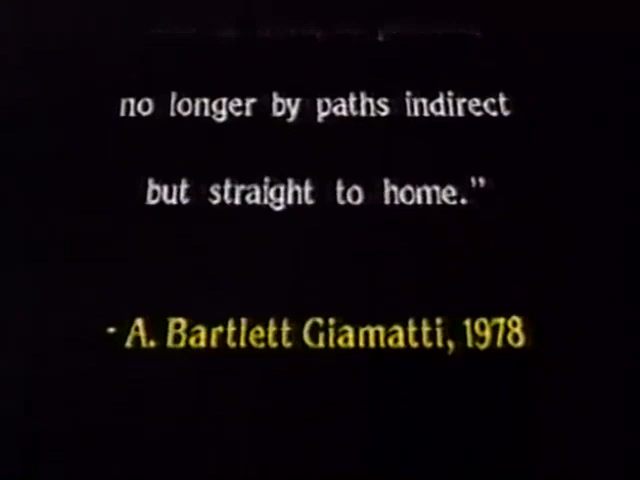 no longer by paths indirect
but straight to home."
- A. Bartlett Giamatti, 1978